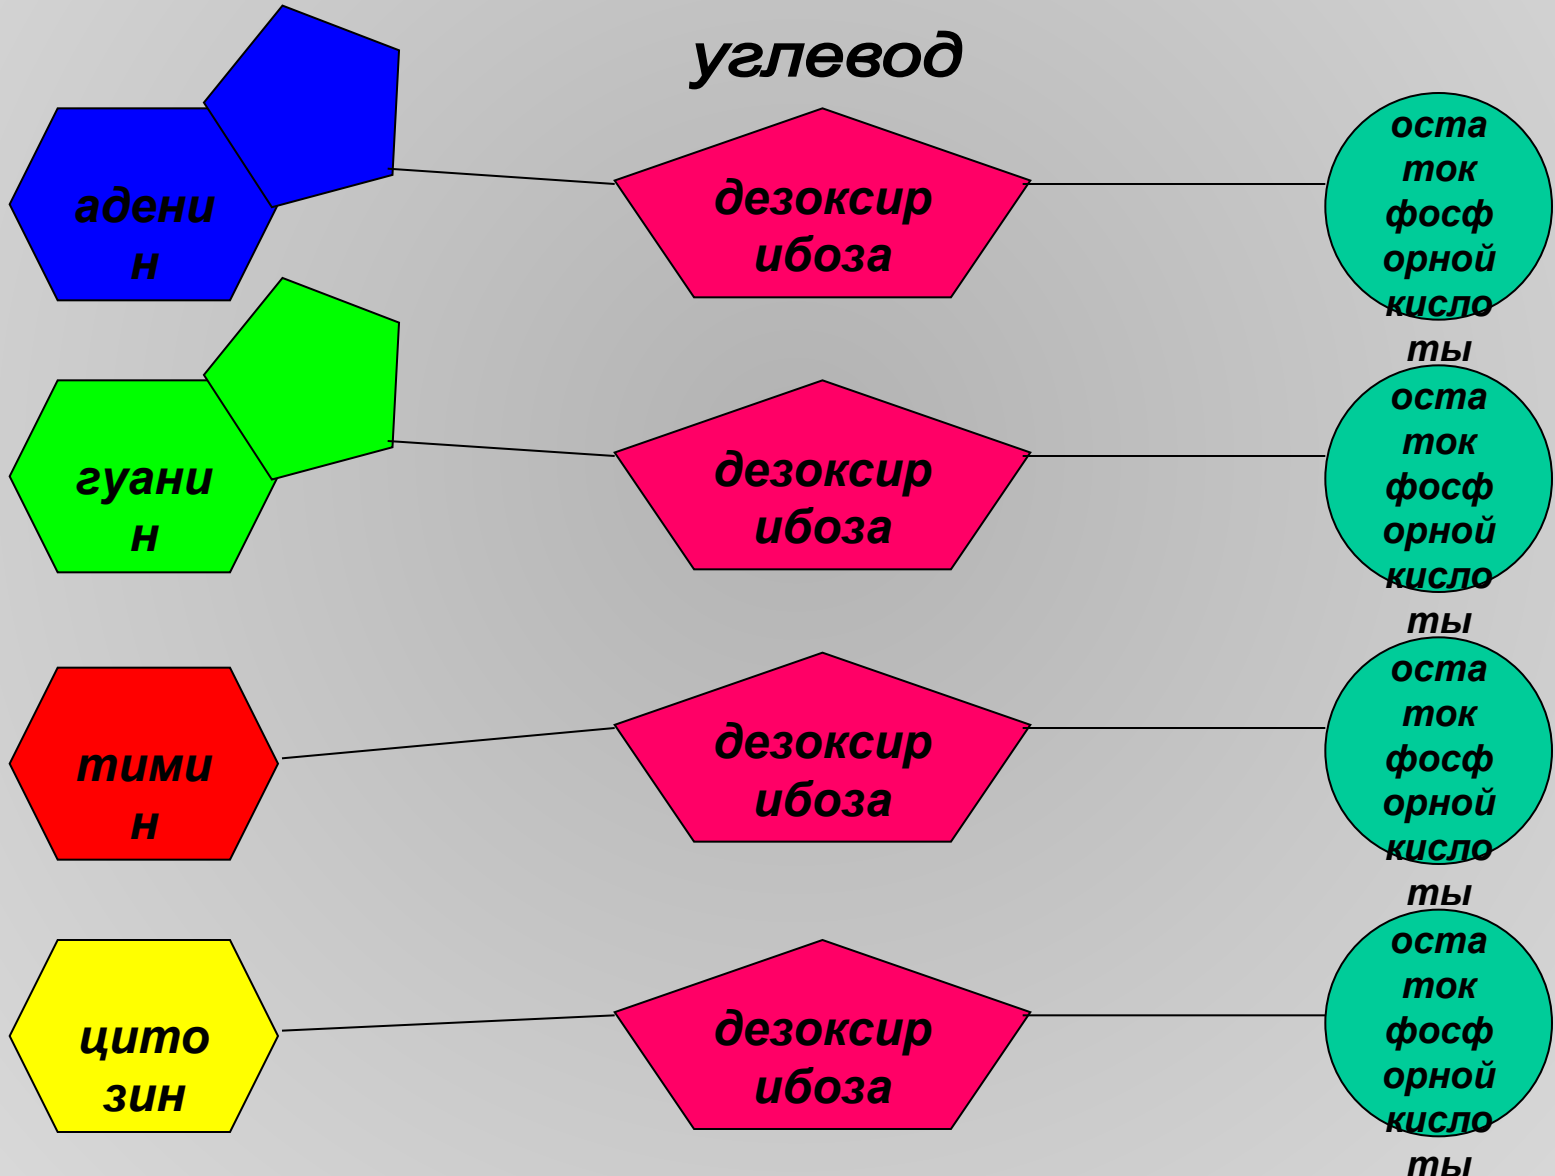 углевод
адени
н
дезоксир
ибоза
оста
ток
фосф
орной
кисло
ты
гуани
н
дезоксир
ибоза
оста
ток
фосф
орной
кисло
ты
тими
н
дезоксир
ибоза
оста
ток
фосф
орной
кисло
ты
цито
зин
дезоксир
ибоза
оста
ток
фосф
орной
кисло
ты